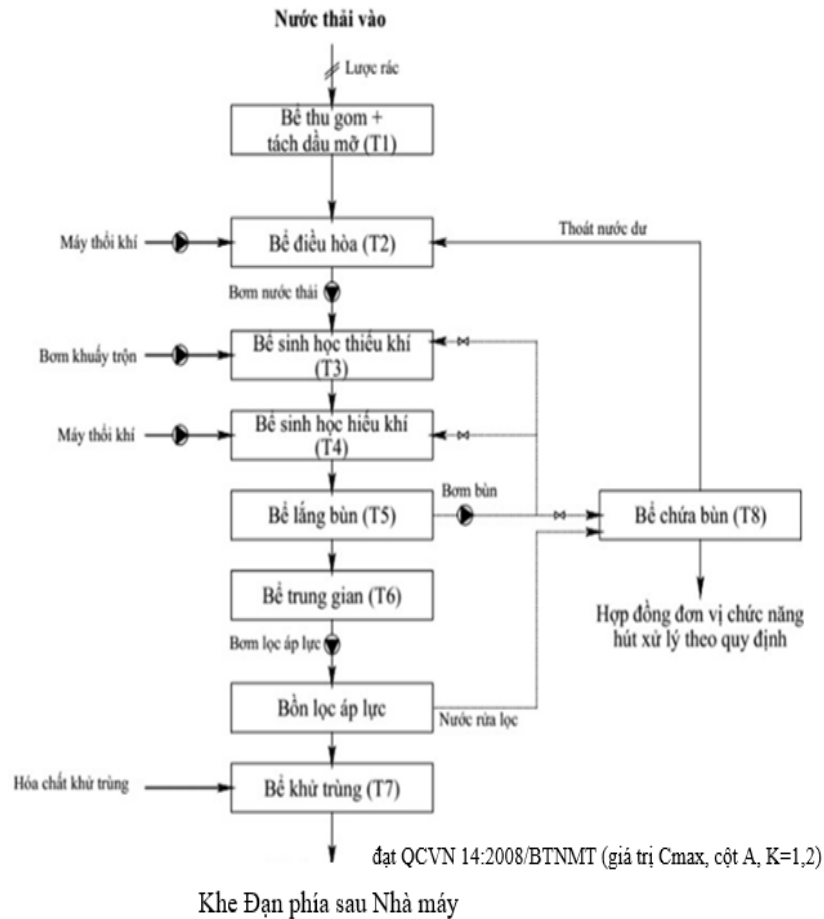 Nước thải vào
Lược rác
Bể thu gom +
tách dầu mỡ (T1)
Máy thổi khí
Bể điều hòa (T2)
Thoát nước dư
Bơm nước thải
Bơm khuấy trộn
Bể sinh học thiếu khí
(T3)
Máy thổi khí
Bể sinh học hiếu khí
(T4)
Bơm bùn
Bể lắng bùn (T5)
Bể chứa bùn (T8)
Bể trung gian (T6)
Hợp đồng đơn vị chức năng
hút xử lý theo quy định
Bơm lọc áp lực
Bồn lọc áp lực
Nước rửa lọc
Hóa chất khử trùng
Bể khử trùng (T7)
đạt QCVN 14:2008/BTNMT (giá trị Cmax, cột A, K=1,2)
Khe Đạn phía sau Nhà máy